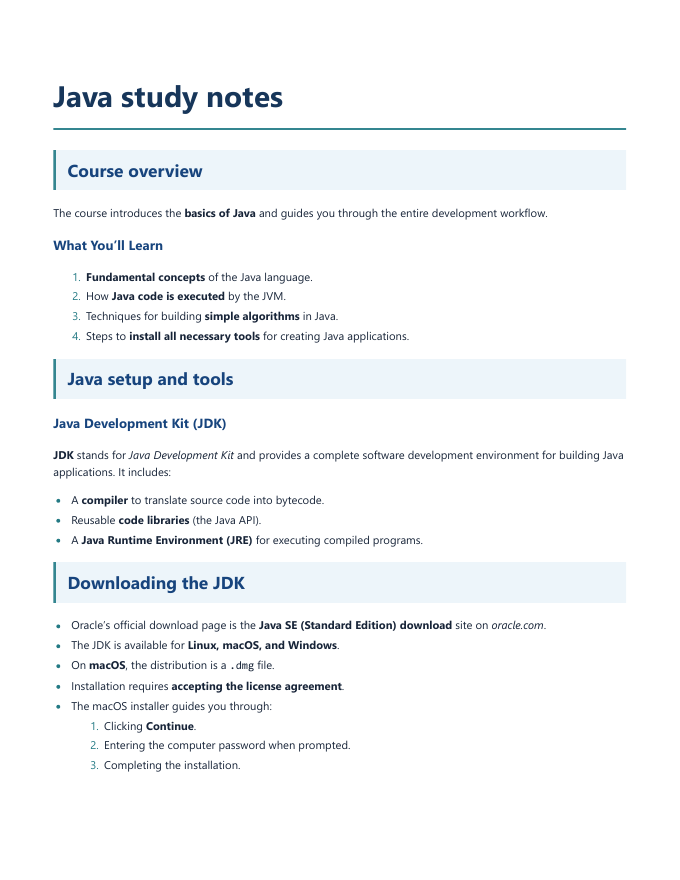 Java study notes
Course overview
The course introduces the basics of Java and guides you through the entire development workflow.
What You’ll Learn
1. Fundamental concepts of the Java language.
2. How Java code is executed by the JVM.
3. Techniques for building simple algorithms in Java.
4. Steps to install all necessary tools for creating Java applications.
Java setup and tools
Java Development Kit (JDK)
JDK stands for Java Development Kit and provides a complete software development environment for building Java
applications. It includes:
• A compiler to translate source code into bytecode.
• Reusable code libraries (the Java API).
• A Java Runtime Environment (JRE) for executing compiled programs.
Downloading the JDK
• Oracle’s official download page is the Java SE (Standard Edition) download site on oracle.com.
• The JDK is available for Linux, macOS, and Windows.
• On macOS, the distribution is a .dmg file.
• Installation requires accepting the license agreement.
• The macOS installer guides you through:
1. Clicking Continue.
2. Entering the computer password when prompted.
3. Completing the installation.